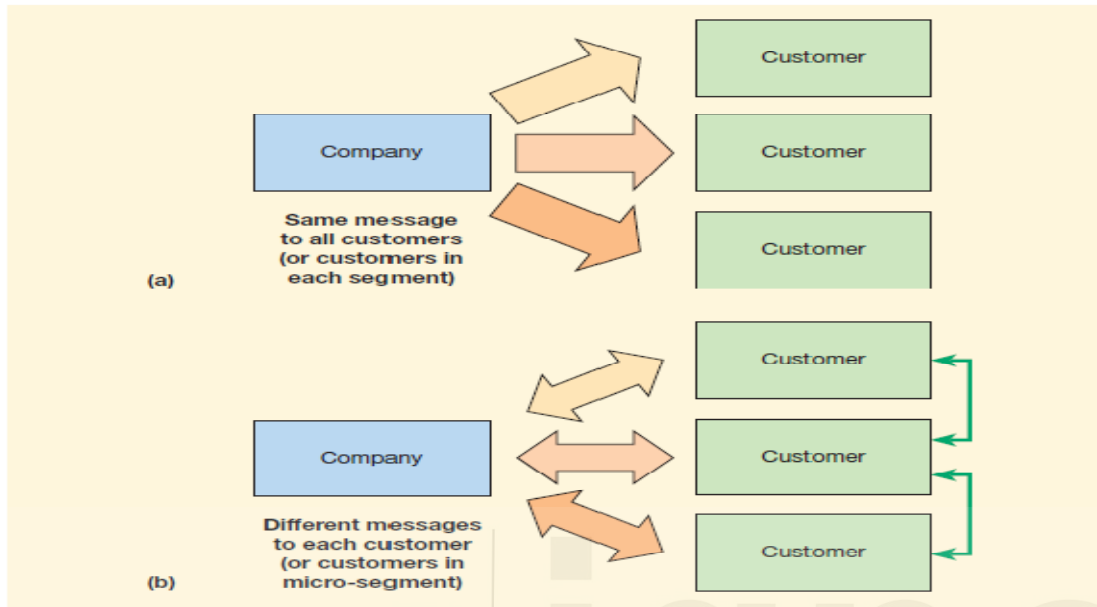 Customer
Company
Customer
Same message
to all customers
(or customers in
each segment)
Customer
(a)
Customer
Company
Customer
Different messages
to each customer
(or customers in
micro-segment)
Customer
(b)